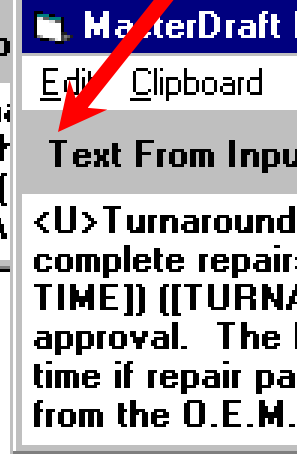 MasterDraft
Edit Clipboard
Text From Inpu
<U>Turnaround
complete repair
TIME]) ([TURNA
approval. The
time if repair pa
from the O.E.M.